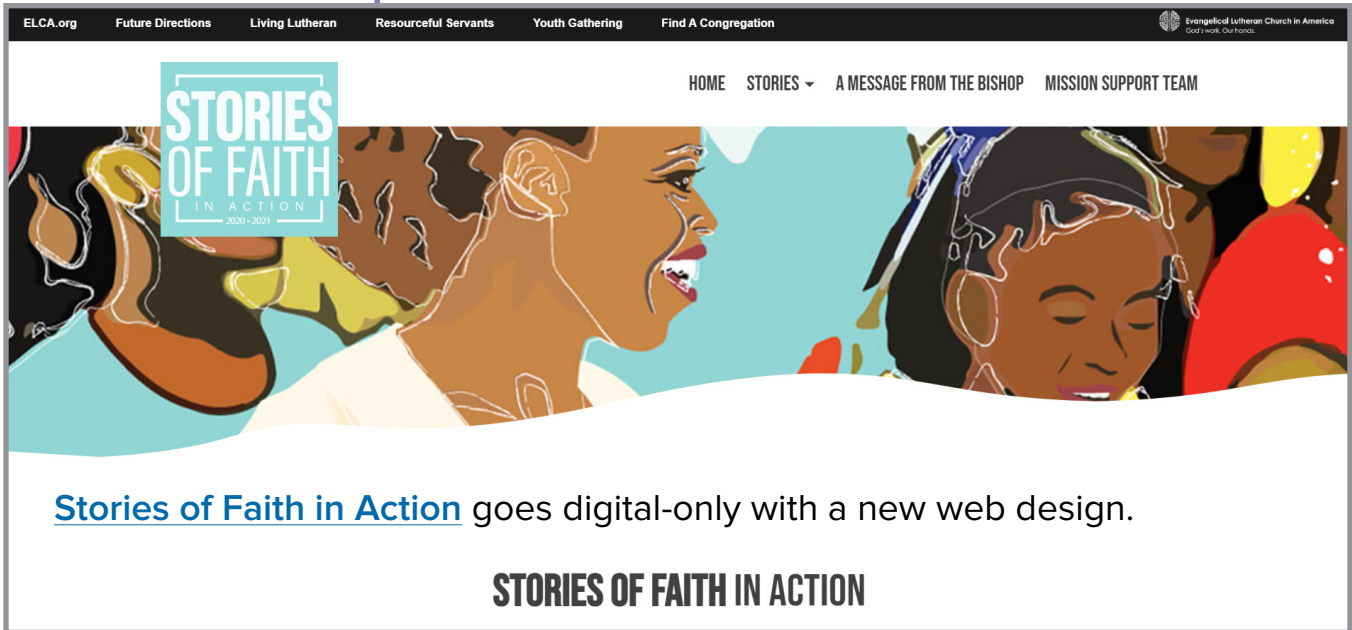 ELCA.org Future Directions Living Lutheran Resourceful Servants Youth Gathering Find A Congregation Evangelical Lutheran Church in America
God's work. Our hands.
HOME STORIES A MESSAGE FROM THE BISHOP MISSION SUPPORT TEAM
STORIES
OF FAITH
IN ACTION
2020 • 2021
Stories of Faith in Action goes digital-only with a new web design.
STORIES OF FAITH IN ACTION